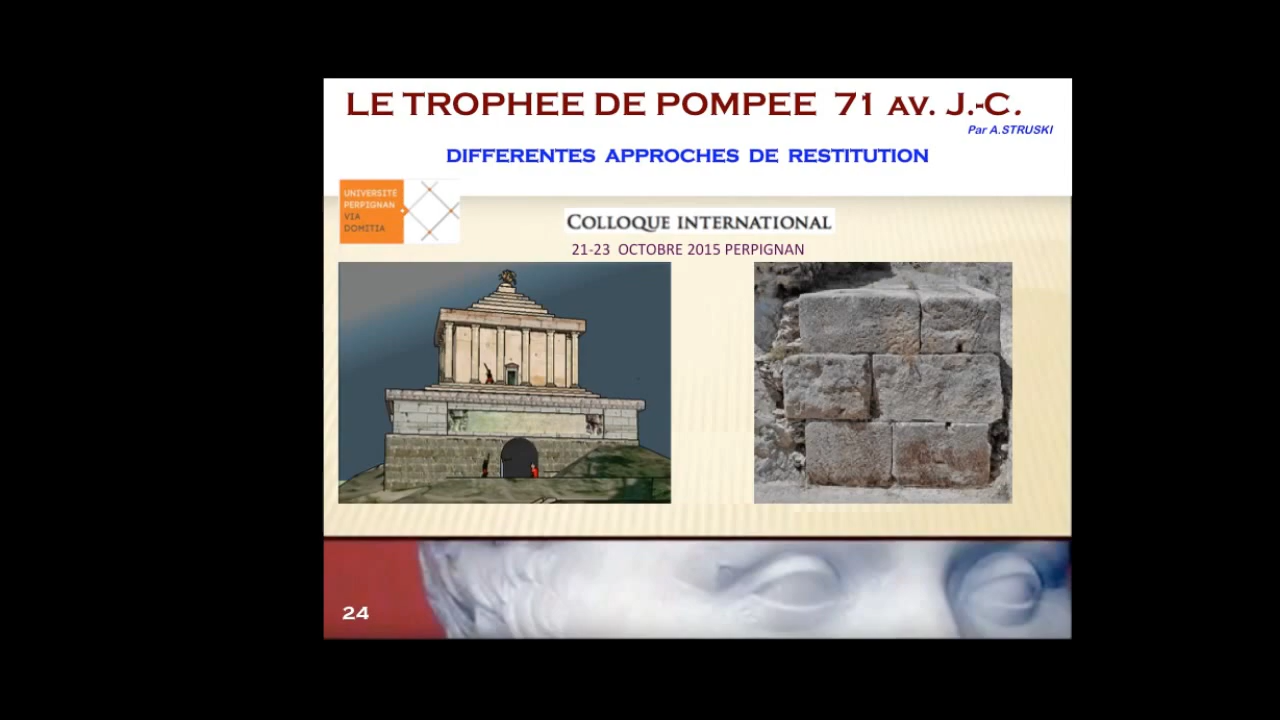 LE TROPHEE DE POMPEE 71 AV. J.-C.
Par A.STRUSKI
DIFFERENTES APPROCHES DE RESTITUTION
UNIVERSITE
PERPIGNAN
VIA
DOMITIA
COLLOQUE INTERNATIONAL
21-23 OCTOBRE 2015 PERPIGNAN
24